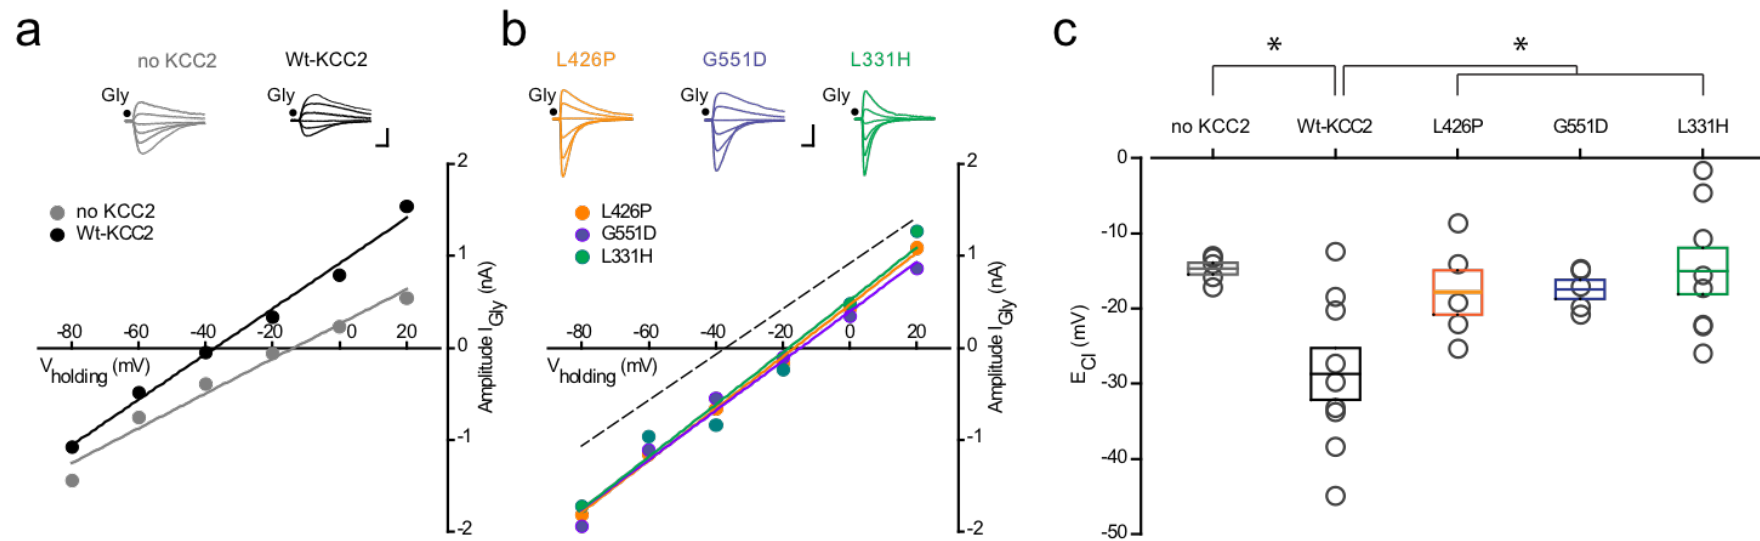 a
no KCC2
Wt-KCC2
Gly
Gly
no KCC2
Wt-KCC2
2
1
0
-1
-2
-80
-60
-40
-20
0
20
Vholding (mV)
Amplitude IGly (nA)
b
L426P
G551D
L331H
Gly
Gly
Gly
L426P
G551D
L331H
2
1
0
-1
-2
-80
-60
-40
-20
0
20
Vholding (mV)
Amplitude IGly (nA)
c
*
*
no KCC2
Wt-KCC2
L426P
G551D
L331H
0
-10
-20
-30
-40
-50
ECl (mV)